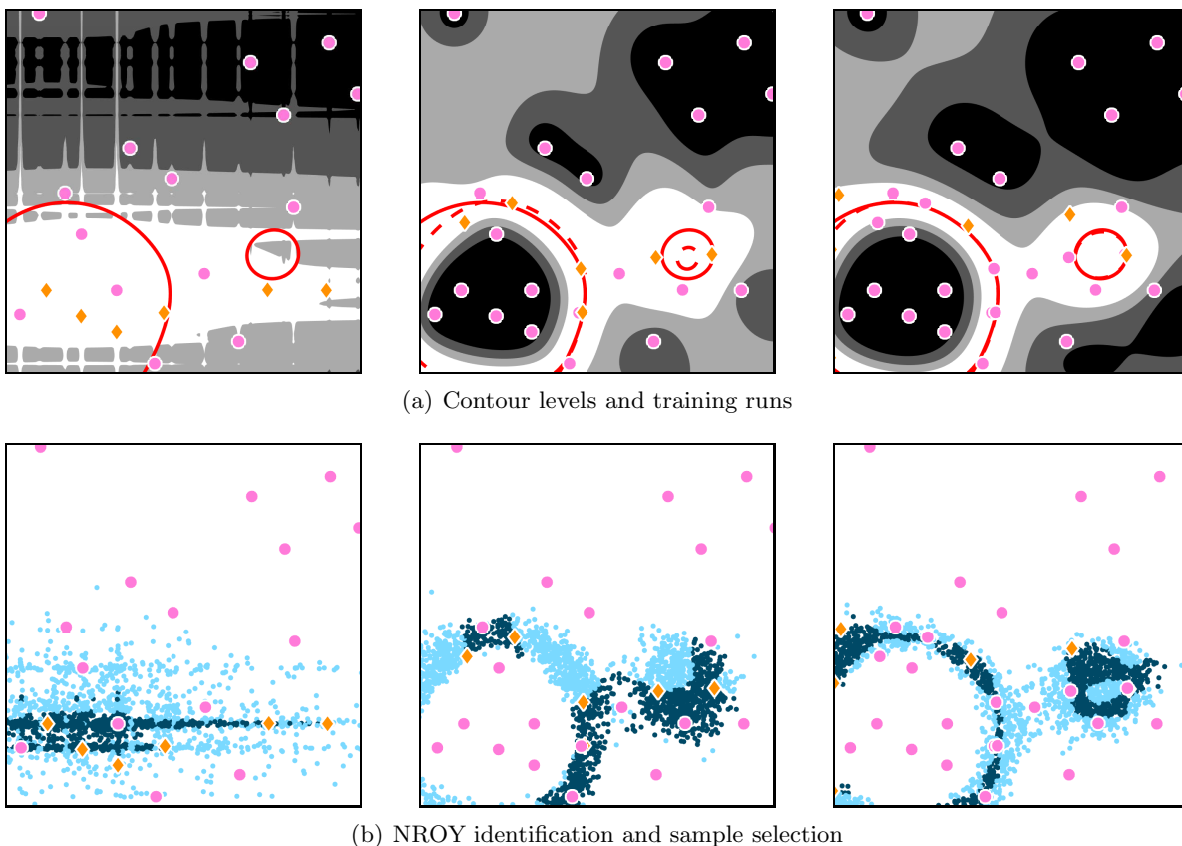 (a) Contour levels and training runs
(b) NROY identification and sample selection